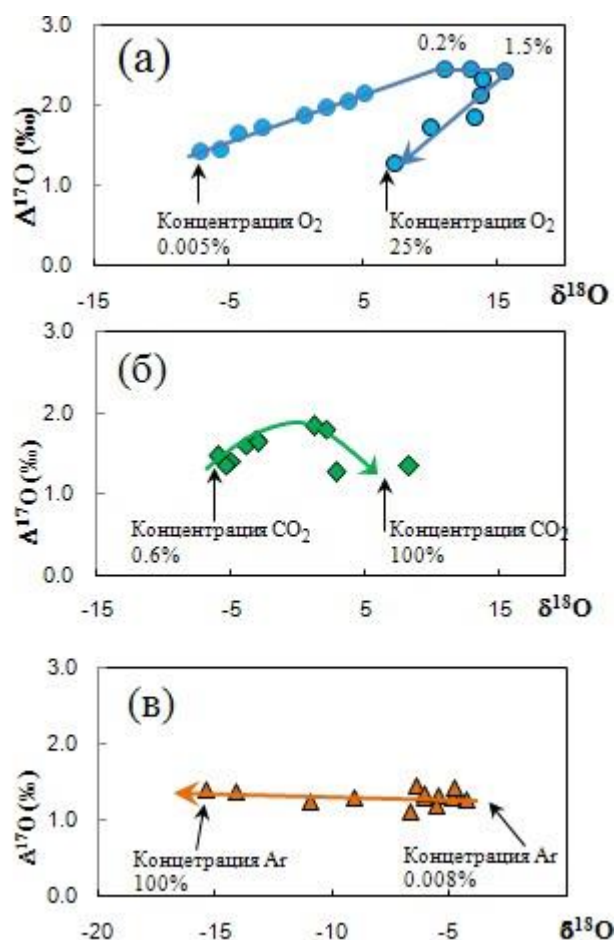 3.0
(а)
0.2%
1.5%
2.0
1.0
0.0
Δ¹⁷O (‰)
Концентрация O₂
0.005%
Концентрация O₂
25%
-15
-5
5
15
δ¹⁸O
3.0
(б)
2.0
1.0
0.0
Δ¹⁷O (‰)
Концентрация CO₂
0.6%
Концентрация CO₂
100%
-15
-5
5
15
δ¹⁸O
3.0
(в)
2.0
1.0
0.0
Δ¹⁷O (‰)
Концетрация Ar
100%
Концетрация Ar
0.008%
-20
-15
-10
-5
δ¹⁸O